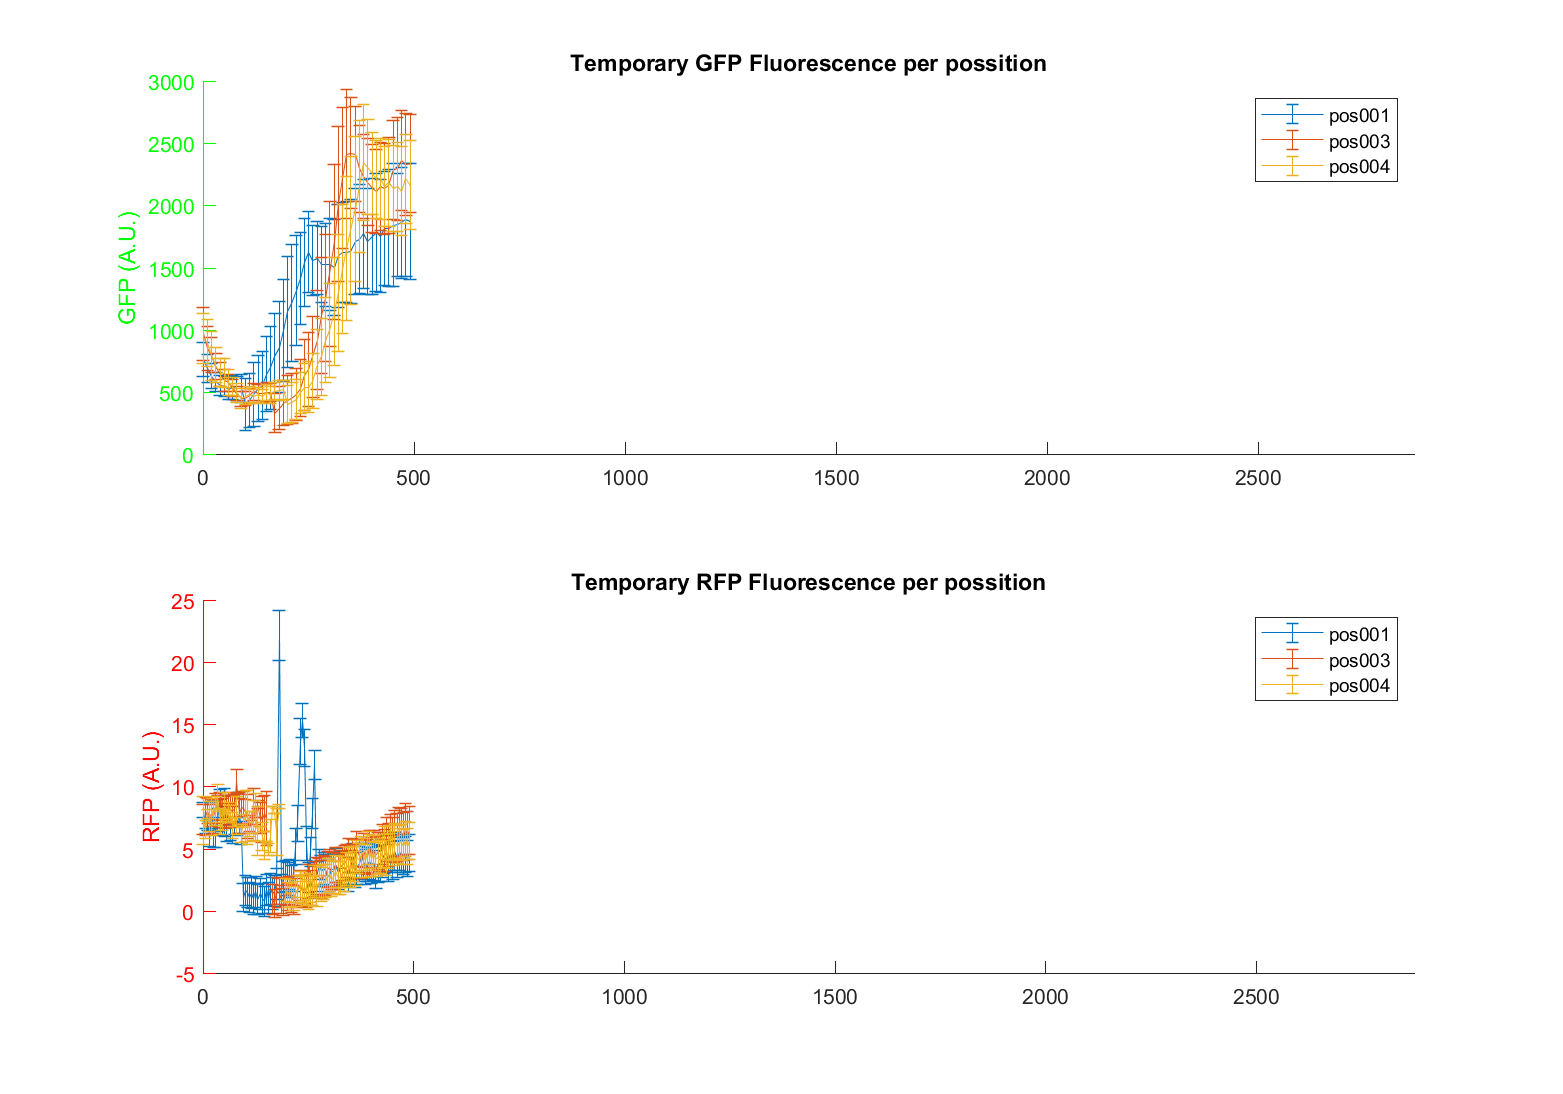 Temporary GFP Fluorescence per possition
3000
2500
2000
1500
1000
500
0
GFP (A.U.)
pos001
pos003
pos004
0 500 1000 1500 2000 2500
Temporary RFP Fluorescence per possition
25
20
15
10
5
0
-5
RFP (A.U.)
pos001
pos003
pos004
0 500 1000 1500 2000 2500